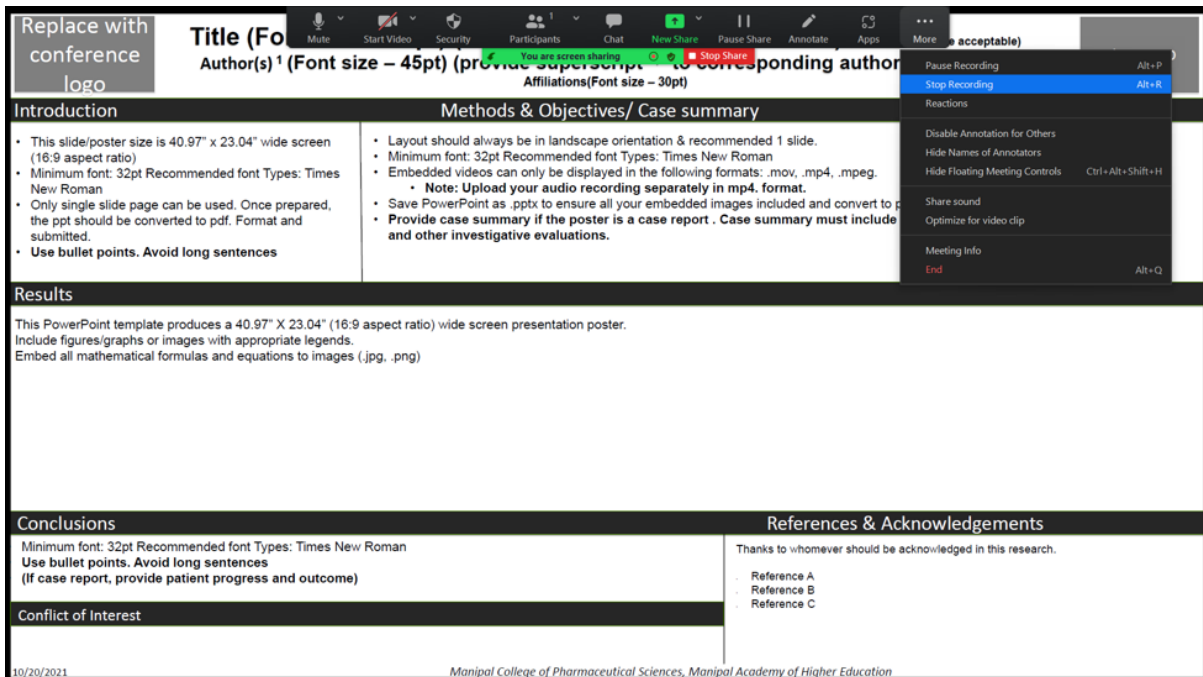 Replace with
conference
logo
Mute
Start Video
Security
Participants
1
Chat
New Share
Pause Share
Annotate
Apps
More
You are screen sharing
Stop Share
Title (Fo
e acceptable)
Author(s) 1 (Font size – 45pt) (provide superscript to corresponding author
Affiliations(Font size – 30pt)
Pause Recording Alt+P
Stop Recording Alt+R
Reactions
Disable Annotation for Others
Hide Names of Annotators
Hide Floating Meeting Controls Ctrl+Alt+Shift+H
Share sound
Optimize for video clip
Meeting Info
End Alt+Q
Introduction
• This slide/poster size is 40.97” x 23.04” wide screen
(16:9 aspect ratio)
• Minimum font: 32pt Recommended font Types: Times
New Roman
• Only single slide page can be used. Once prepared,
the ppt should be converted to pdf. Format and
submitted.
• Use bullet points. Avoid long sentences
Methods & Objectives/ Case summary
• Layout should always be in landscape orientation & recommended 1 slide.
• Minimum font: 32pt Recommended font Types: Times New Roman
• Embedded videos can only be displayed in the following formats: .mov, .mp4, .mpeg.
• Note: Upload your audio recording separately in mp4. format.
• Save PowerPoint as .pptx to ensure all your embedded images included and convert to p
• Provide case summary if the poster is a case report . Case summary must include
and other investigative evaluations.
Results
This PowerPoint template produces a 40.97” X 23.04” (16:9 aspect ratio) wide screen presentation poster.
Include figures/graphs or images with appropriate legends.
Embed all mathematical formulas and equations to images (.jpg, .png)
Conclusions
Minimum font: 32pt Recommended font Types: Times New Roman
Use bullet points. Avoid long sentences
(If case report, provide patient progress and outcome)
Conflict of Interest
References & Acknowledgements
Thanks to whomever should be acknowledged in this research.
. Reference A
. Reference B
. Reference C
10/20/2021
Manipal College of Pharmaceutical Sciences, Manipal Academy of Higher Education